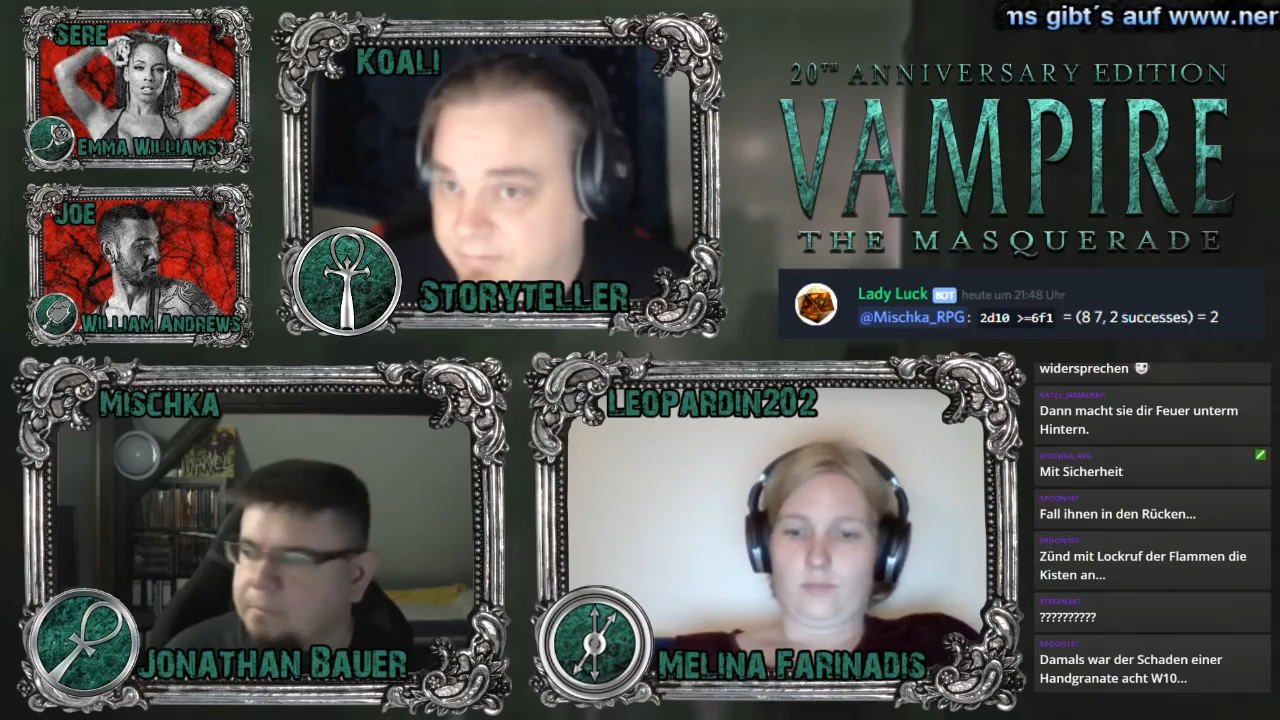 ms gibt´s auf www.ner
SERE
EMMA WILLIAMS
KOALI
STORYTELLER
20TH ANNIVERSARY EDITION
VAMPIRE
THE MASQUERADE
JOE
WILLIAM ANDREWS
Lady Luck BOT heute um 21:48 Uhr
@Mischka_RPG: 2d10 >=6f1 = (8 7, 2 successes) = 2
MISCHKA
JONATHAN BAUER
LEOPARDIN202
MELINA FARINADIS
widersprechen
Dann macht sie dir Feuer unterm
Hintern.
MISCHKA_RPG
Mit Sicherheit
SPOON187
Fall ihnen in den Rücken...
SPOON187
Zünd mit Lockruf der Flammen die
Kisten an...
??????????
SPOON187
Damals war der Schaden einer
Handgranate acht W10...